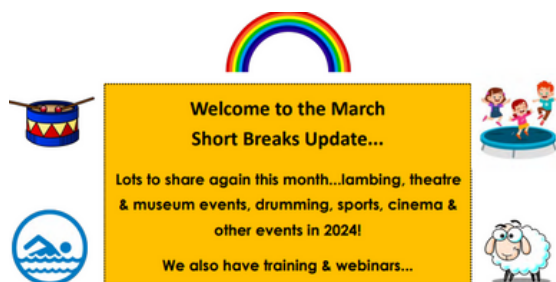 Welcome to the March
Short Breaks Update...
Lots to share again this month...lambing, theatre
& museum events, drumming, sports, cinema &
other events in 2024!
We also have training & webinars...